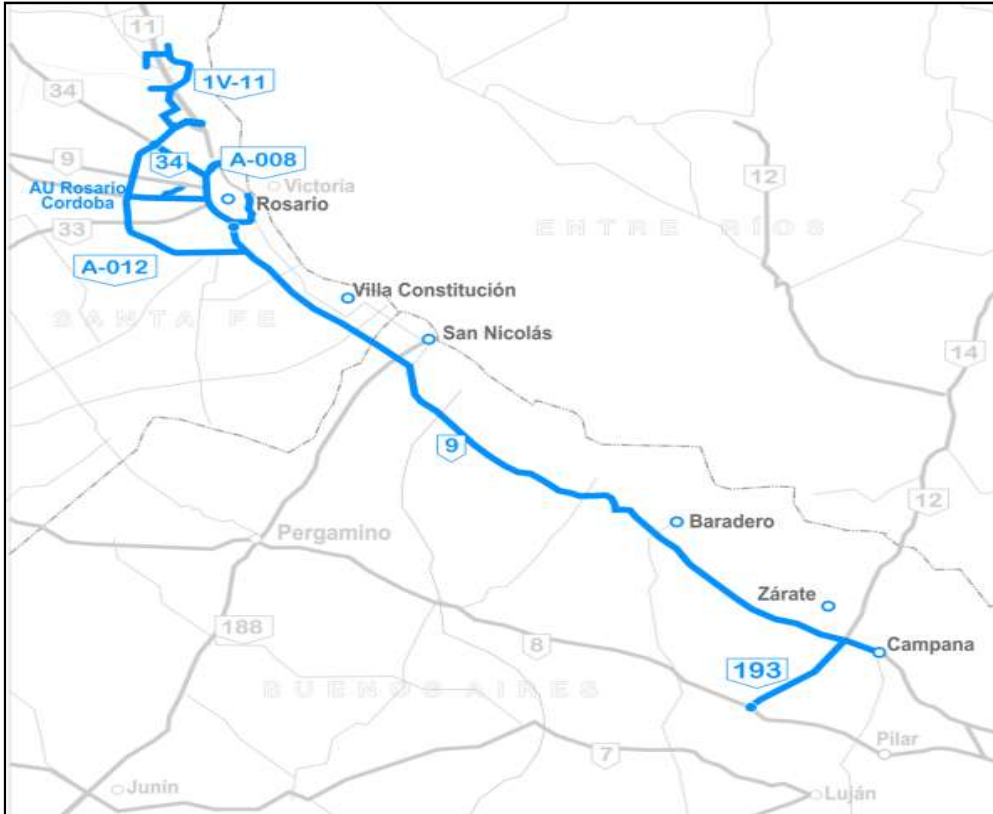 11
1V-11
34
9
34
A-008
AU Rosario
Cordoba
Victoria
Rosario
12
33
ENTRE RÍOS
A-012
Villa Constitución
SANTA FE
San Nicolás
14
9
12
Baradero
Pergamino
Zárate
188
8
Campana
193
BUENOS AIRES
Pilar
7
Junín
Luján